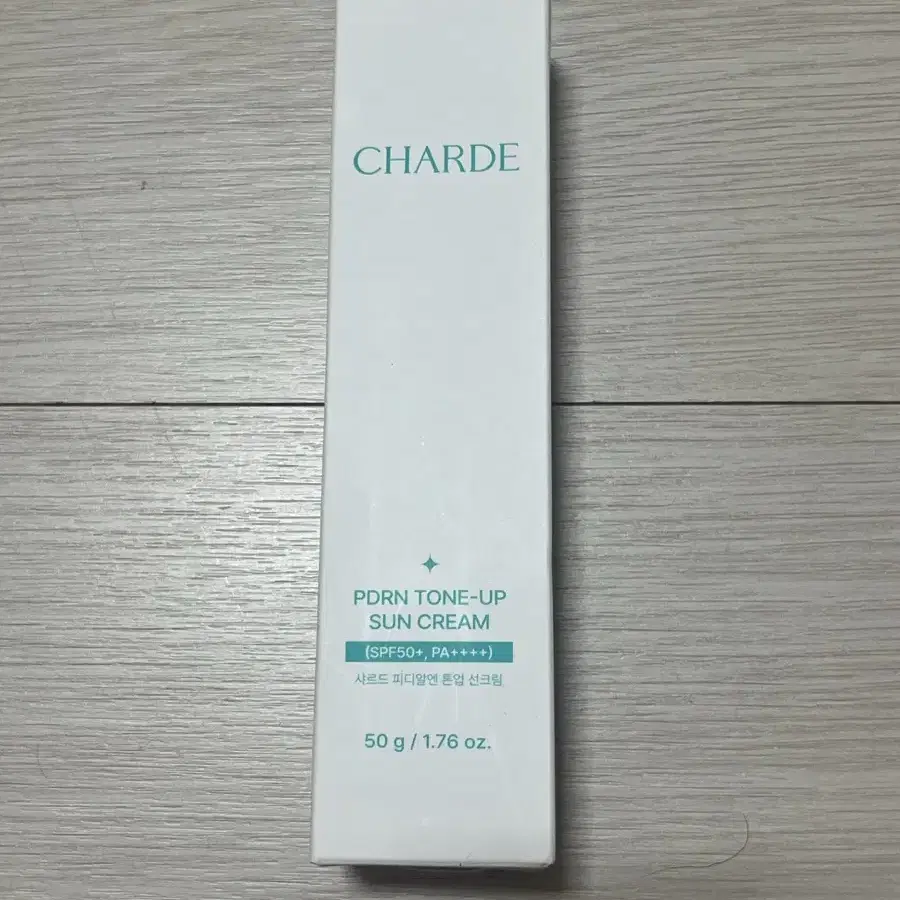 CHARDE
PDRN TONE-UP
SUN CREAM
(SPF50+, PA++++)
샤르드 피디알엔 톤업 선크림
50 g / 1.76 oz.